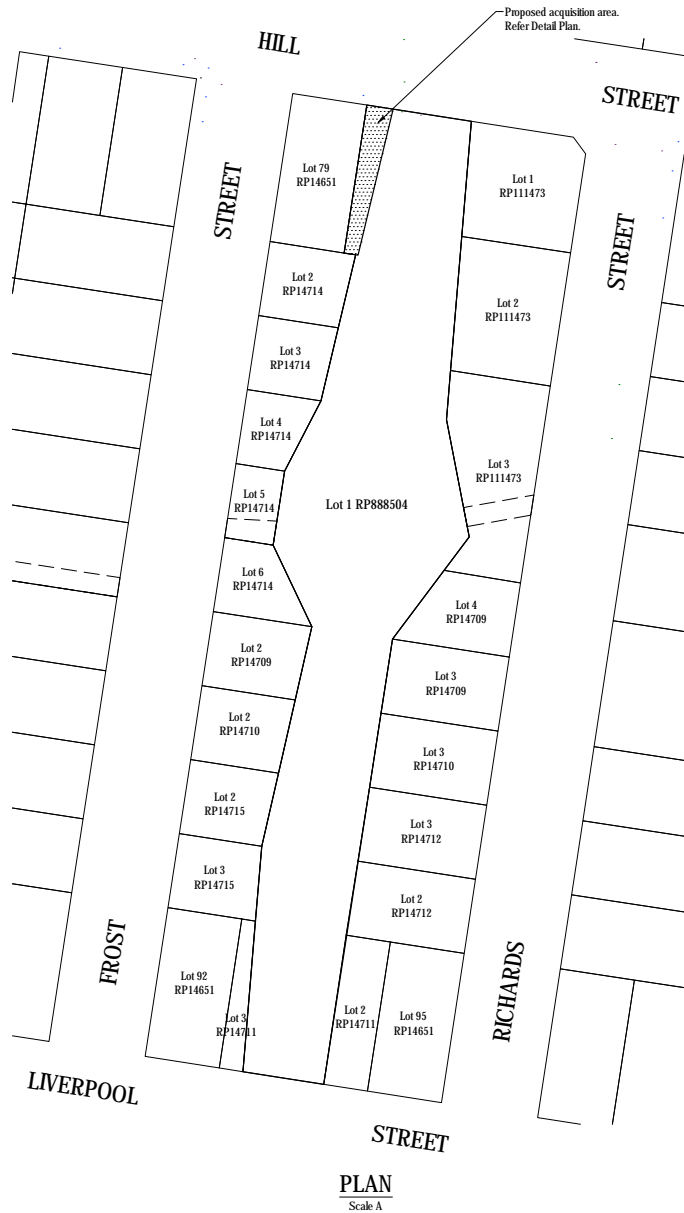 Proposed acquisition area.
Refer Detail Plan.
HILL
STREET
Lot 79
RP14651
Lot 1
RP111473
STREET
STREET
Lot 2
RP14714
Lot 2
RP111473
Lot 3
RP14714
Lot 4
RP14714
Lot 3
RP111473
Lot 5
RP14714
Lot 1 RP888504
Lot 6
RP14714
Lot 4
RP14709
Lot 2
RP14709
Lot 3
RP14709
Lot 2
RP14710
Lot 3
RP14710
Lot 2
RP14715
Lot 3
RP14712
Lot 3
RP14715
Lot 2
RP14712
FROST
RICHARDS
Lot 92
RP14651
Lot 3
RP14711
Lot 2
RP14711
Lot 95
RP14651
LIVERPOOL
STREET
PLAN
Scale A